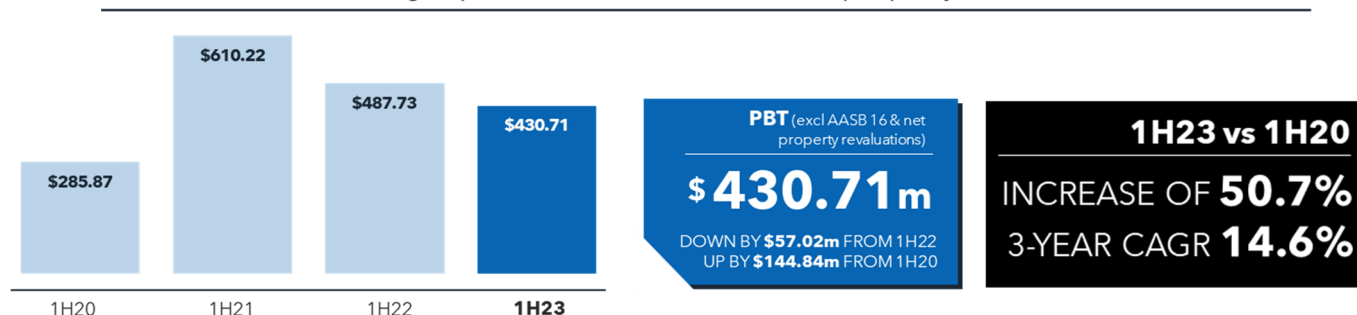 $285.87
$610.22
$487.73
$430.71
1H20
1H21
1H22
1H23
PBT (excl AASB 16 & net
property revaluations)
$430.71m
DOWN BY $57.02m FROM 1H22
UP BY $144.84m FROM 1H20
1H23 vs 1H20
INCREASE OF 50.7%
3-YEAR CAGR 14.6%